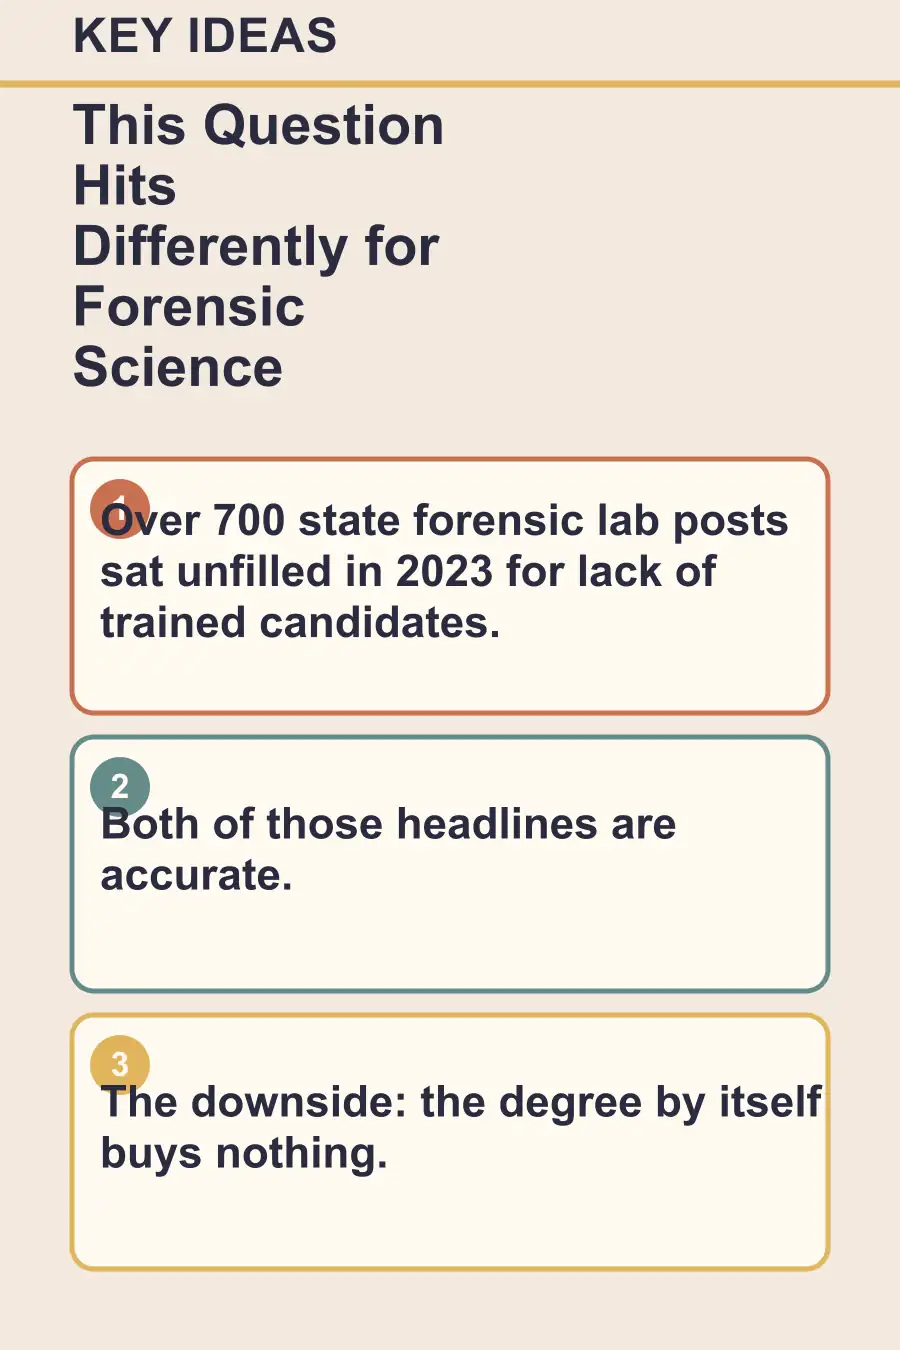 KEY IDEAS
This Question
Hits
Differently for
Forensic
Science
1
Over 700 state forensic lab posts
sat unfilled in 2023 for lack of
trained candidates.
2
Both of those headlines are
accurate.
3
The downside: the degree by itself
buys nothing.